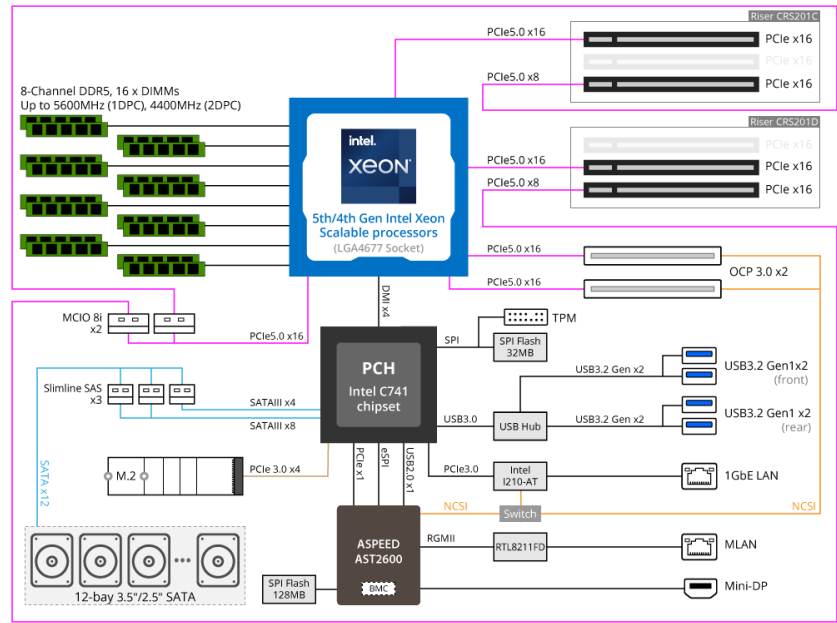 Riser CRS201C
PCIe5.0 x16
PCIe x16
PCIe x16
PCIe5.0 x8
PCIe x16
8-Channel DDR5, 16 x DIMMs
Up to 5600MHz (1DPC), 4400MHz (2DPC)
Riser CRS201D
intel.
XEON
PCIe x16
PCIe5.0 x16
PCIe x16
PCIe5.0 x8
PCIe x16
5th/4th Gen Intel Xeon
Scalable processors
(LGA4677 Socket)
PCIe5.0 x16
OCP 3.0 x2
PCIe5.0 x16
DMI x4
MCIO 8i
x2
PCIe5.0 x16
SPI
TPM
SPI Flash
32MB
PCH
Intel C741
chipset
USB3.2 Gen x2
USB3.2 Gen1x2
(front)
Slimline SAS
x3
SATAIII x4
SATAIII x8
USB3.0
USB Hub
USB3.2 Gen x2
USB3.2 Gen1 x2
(rear)
SATA x12
M.2
PCIe 3.0 x4
PCIe x1
eSPI
USB2.0 x1
PCIe3.0
Intel
I210-AT
1GbE LAN
NCSI
Switch
NCSI
ASPEED
AST2600
BMC
RGMII
RTL8211FD
MLAN
SPI Flash
128MB
Mini-DP
12-bay 3.5"/2.5" SATA